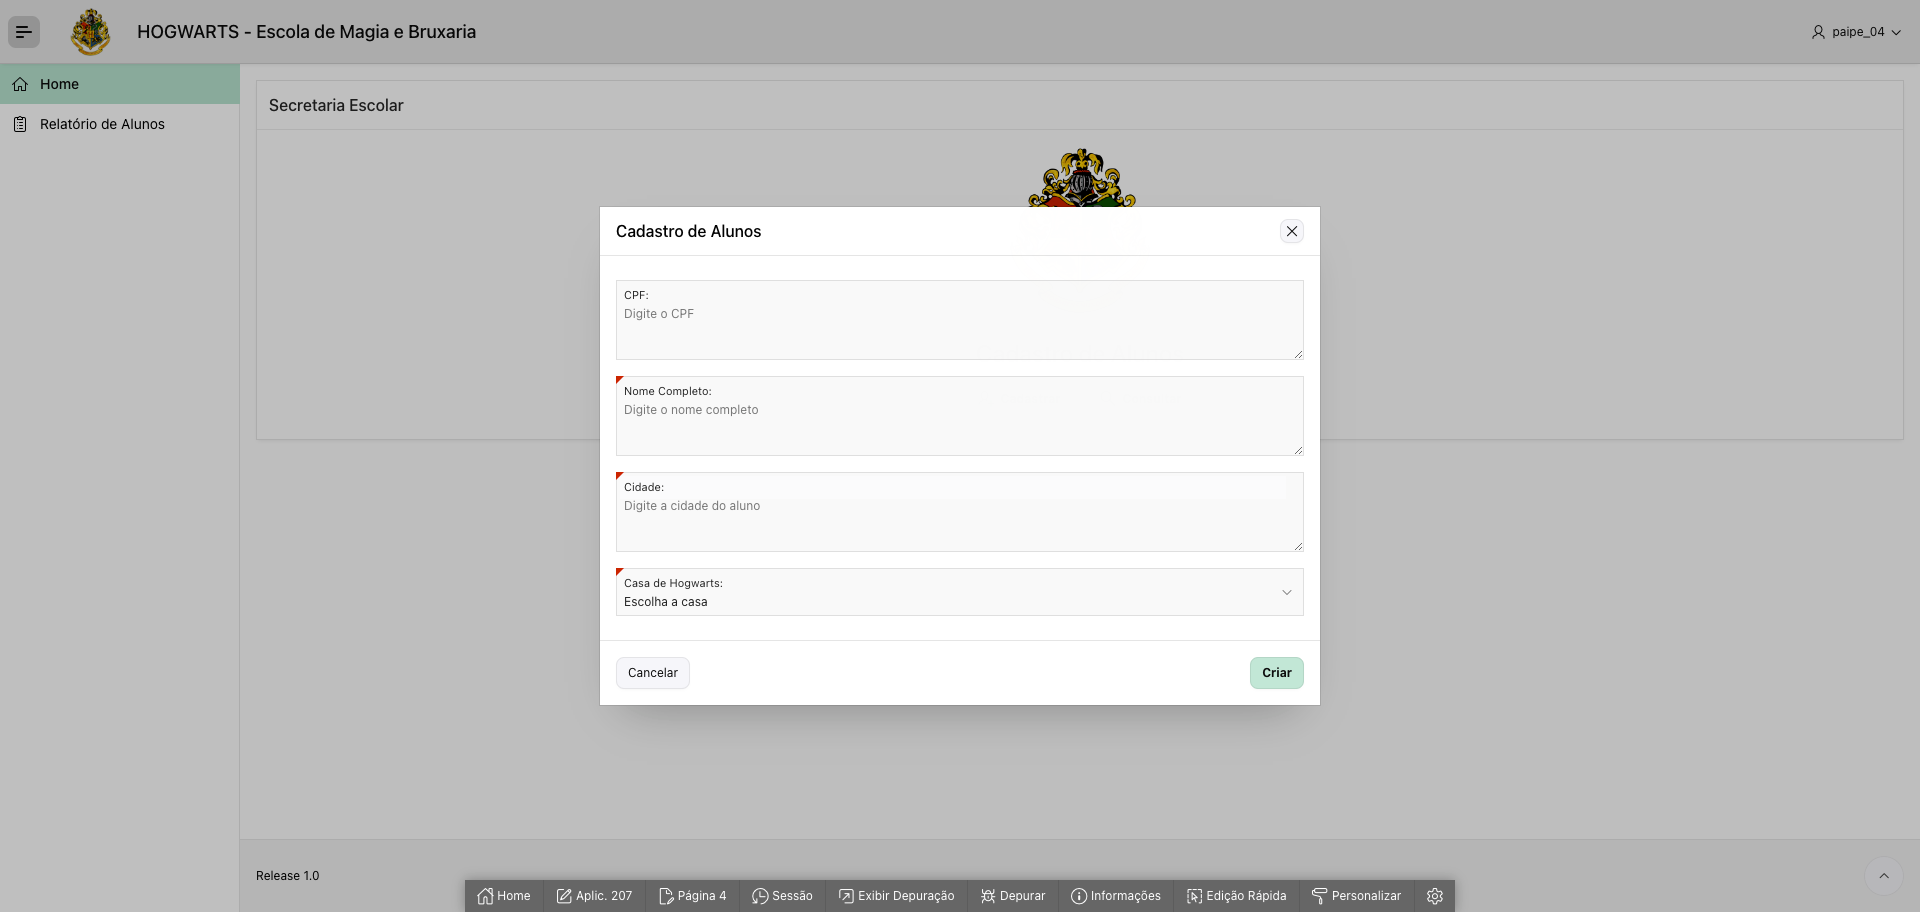 HOGWARTS - Escola de Magia e Bruxaria
paipe_04
Home
Relatório de Alunos
Secretaria Escolar
Cadastro de Alunos
CPF:
Digite o CPF
Nome Completo:
Digite o nome completo
Cidade:
Digite a cidade do aluno
Casa de Hogwarts:
Escolha a casa
Cancelar
Criar
Release 1.0
Home
Aplic. 207
Página 4
Sessão
Exibir Depuração
Depurar
Informações
Edição Rápida
Personalizar